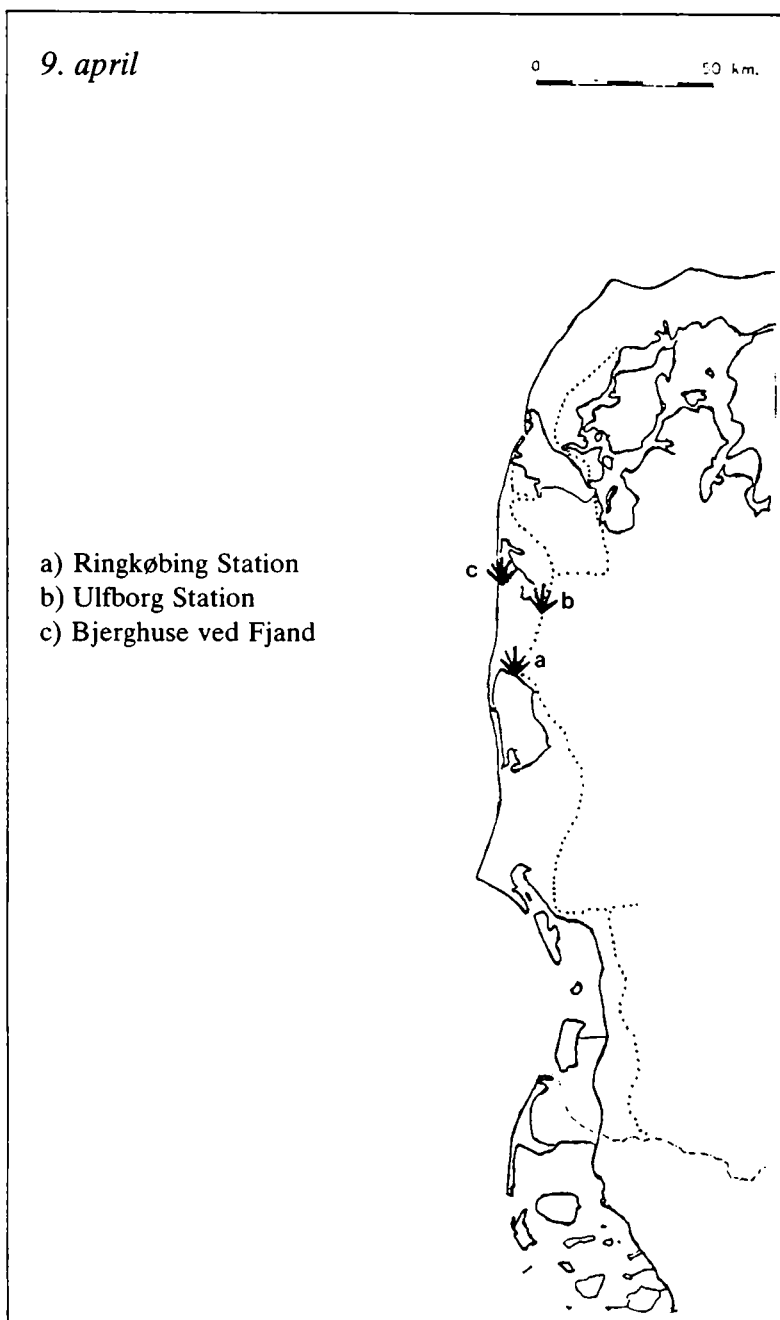 9. april
0 50 km.
a) Ringkøbing Station
b) Ulfborg Station
c) Bjerghuse ved Fjand
c
b
a